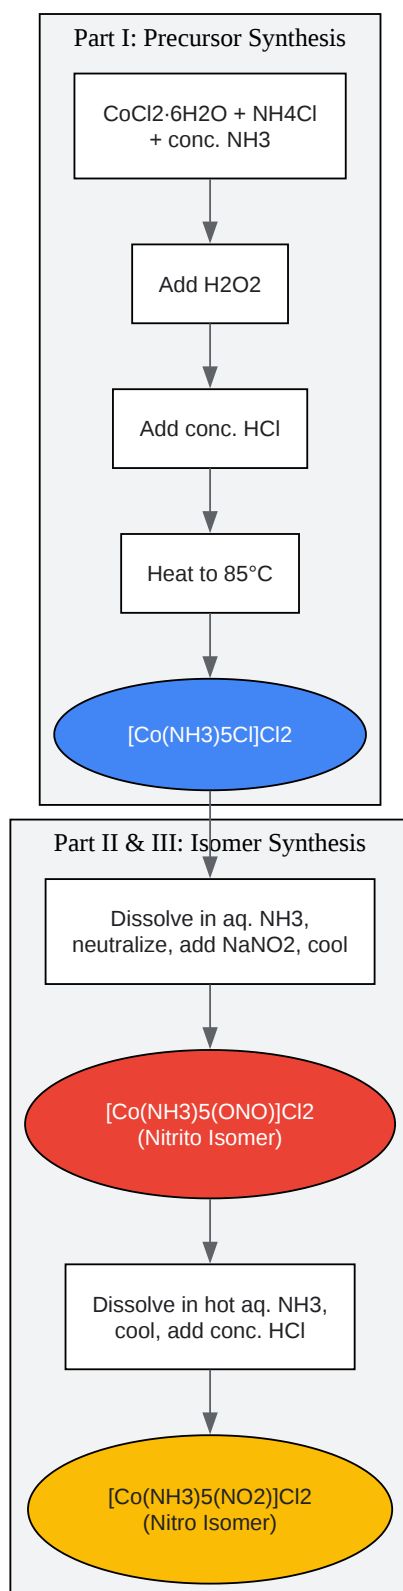 Part I: Precursor Synthesis
CoCl2·6H2O + NH4Cl
+ conc. NH3
Add H2O2
Add conc. HCl
Heat to 85°C
[Co(NH3)5Cl]Cl2
Part II & III: Isomer Synthesis
Dissolve in aq. NH3,
neutralize, add NaNO2, cool
[Co(NH3)5(ONO)]Cl2
(Nitrito Isomer)
Dissolve in hot aq. NH3,
cool, add conc. HCl
[Co(NH3)5(NO2)]Cl2
(Nitro Isomer)